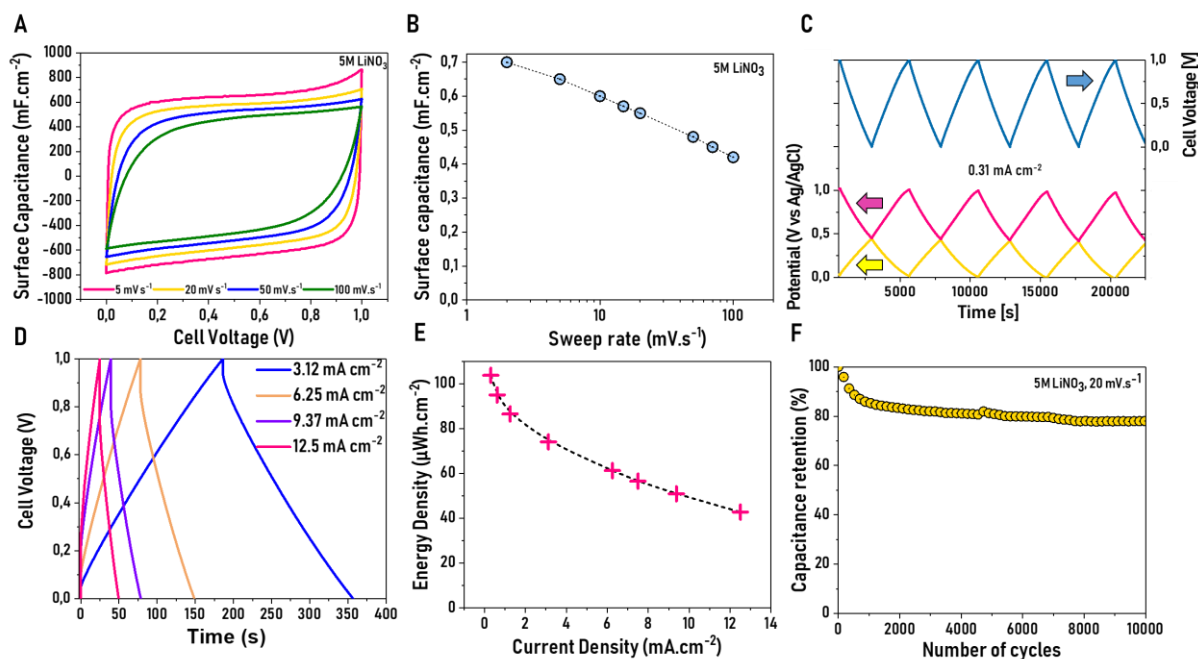 A
Surface Capacitance (mF.cm⁻²)
1000
800
600
400
200
0
-200
-400
-600
-800
-1000
5M LiNO₃
5 mV s⁻¹ 20 mV s⁻¹ 50 mV.s⁻¹ 100 mV.s⁻¹
0,0 0,2 0,4 0,6 0,8 1,0
Cell Voltage (V)
B
Surface capacitance (mF.cm⁻²)
0,7
0,6
0,5
0,4
0,3
0,2
0,1
0,0
5M LiNO₃
1 10 100
Sweep rate (mV.s⁻¹)
C
Potential (V vs Ag/AgCl)
1,0
0,5
0,0
0.31 mA cm⁻²
1,0
0,5
0,0
Cell Voltage [V]
5000 10000 15000 20000
Time [s]
D
Cell Voltage (V)
1,0
0,8
0,6
0,4
0,2
0,0
3.12 mA cm⁻²
6.25 mA cm⁻²
9.37 mA cm⁻²
12.5 mA cm⁻²
0 50 100 150 200 250 300 350 400
Time (s)
E
Energy Density (µWh.cm⁻²)
120
100
80
60
40
20
0
0 2 4 6 8 10 12 14
Current Density (mA.cm⁻²)
F
Capacitance retention (%)
100
80
60
40
20
0
5M LiNO₃, 20 mV.s⁻¹
0 2000 4000 6000 8000 10000
Number of cycles